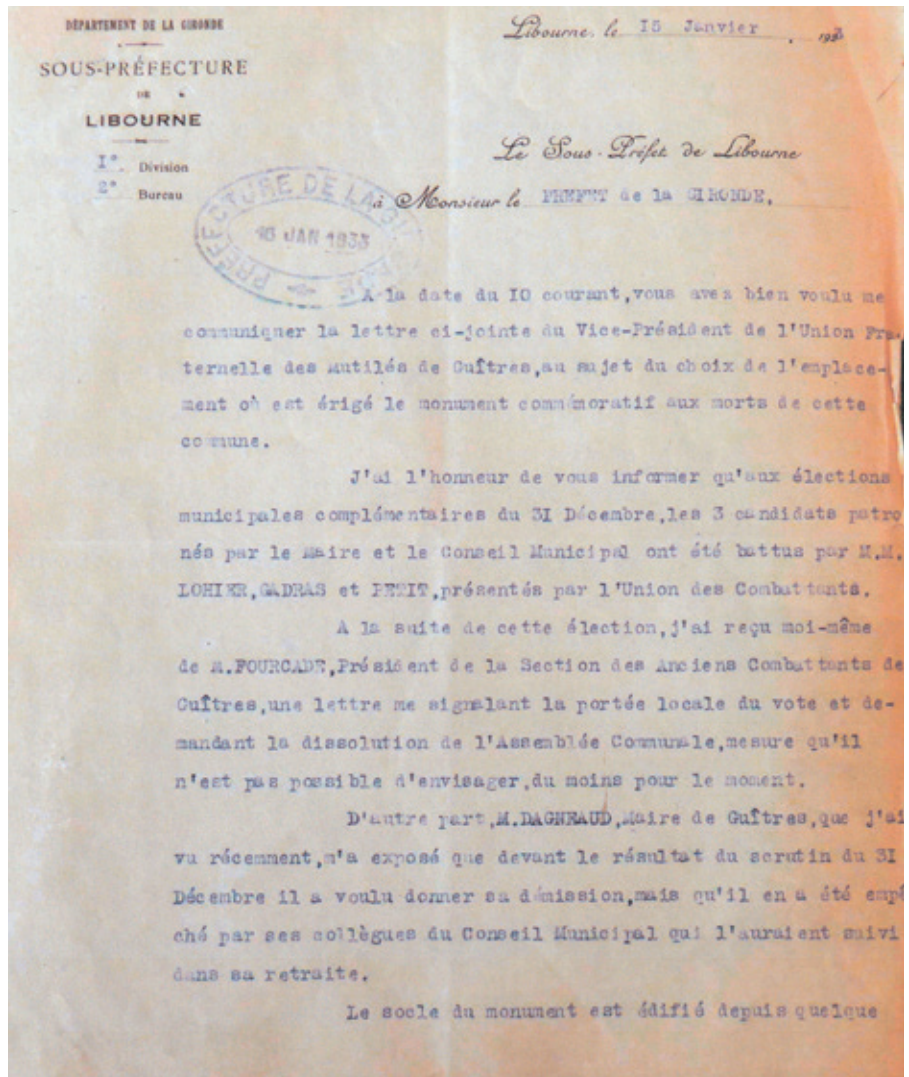 DÉPARTEMENT DE LA GIRONDE
SOUS-PRÉFECTURE
DE
LIBOURNE
I° Division
2° Bureau
Libourne, le 15 Janvier 193
Le Sous-Préfet de Libourne
à Monsieur le PREFET de la GIRONDE,
PREFECTURE DE LA GIRONDE
16 JAN 1933
A la date du IO courant,vous avez bien voulu me
communiquer la lettre ci-jointe du Vice-Président de l'Union Fra-
ternelle des Mutilés de Guîtres,au sujet du choix de l'emplace-
ment où est érigé le monument commémoratif aux morts de cette
commune.
J'ai l'honneur de vous informer qu'aux élections
municipales complémentaires du 3I Décembre,les 3 candidats patro
nés par le Maire et le Conseil Municipal ont été battus par M.M.
LOHIER,GADRAS et PETIT,présentés par l'Union des Combattants.
A la suite de cette élection,j'ai reçu moi-même
de M.FOURCADE,Président de la Section des Anciens Combattants de
Guîtres,une lettre me signalant la portée locale du vote et de-
mandant la dissolution de l'Assemblée Communale,mesure qu'il
n'est pas possible d'envisager,du moins pour le moment.
D'autre part,M.DAGNEAUD,Maire de Guîtres,que j'ai
vu récemment,m'a exposé que devant le résultat du scrutin du 3I
Décembre il a voulu donner sa démission,mais qu'il en a été empê
ché par ses collègues du Conseil Municipal qui l'auraient suivi
dans sa retraite.
Le socle du monument est édifié depuis quelque